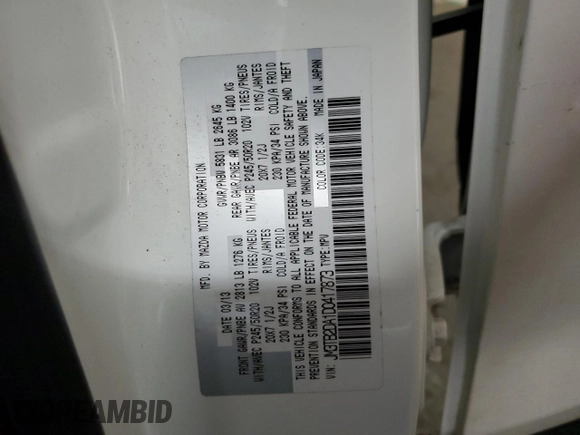 MFD. BY MAZDA MOTOR CORPORATION
DATE 03/13 GVWR/PNBV 5831 LB 2645 KG
FRONT GAWR/PNBE AV 2813 LB 1276 KG REAR GAWR/PNBE AR 3086 LB 1400 KG
WITH/AVEC P245/50R20 102V TIRES/PNEUS WITH/AVEC P245/50R20 102V TIRES/PNEUS
20X7 1/2J RIMS/JANTES 20X7 1/2J RIMS/JANTES
230 KPA/34 PSI COLD/A FROID 230 KPA/34 PSI COLD/A FROID
THIS VEHICLE CONFORMS TO ALL APPLICABLE FEDERAL MOTOR VEHICLE SAFETY AND THEFT
PREVENTION STANDARDS IN EFFECT ON THE DATE OF MANUFACTURE SHOWN ABOVE.
VIN: JM3TB2DA1D0417873 TYPE:MPV COLOR CODE:34K MADE IN JAPAN